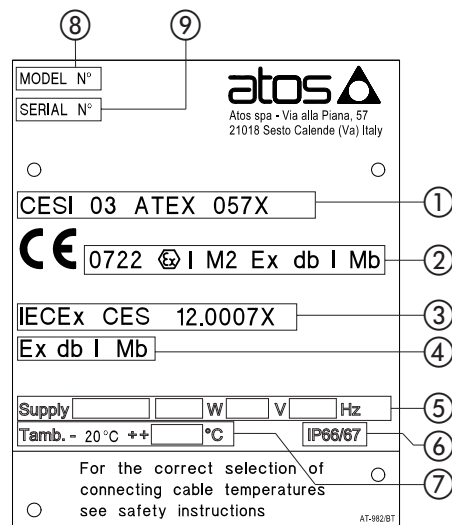 ⑧ ⑨
MODEL N°
SERIAL N°
atos
Atos spa - Via alla Piana, 57
21018 Sesto Calende (Va) Italy
CESI 03 ATEX 057X ①
CE 0722 Ex I M2 Ex db I Mb ②
IECEx CES 12.0007X ③
Ex db I Mb ④
Supply W V Hz ⑤
Tamb. - 20°C ++ °C IP66/67 ⑥
⑦
For the correct selection of
connecting cable temperatures
see safety instructions
AT-982/BT